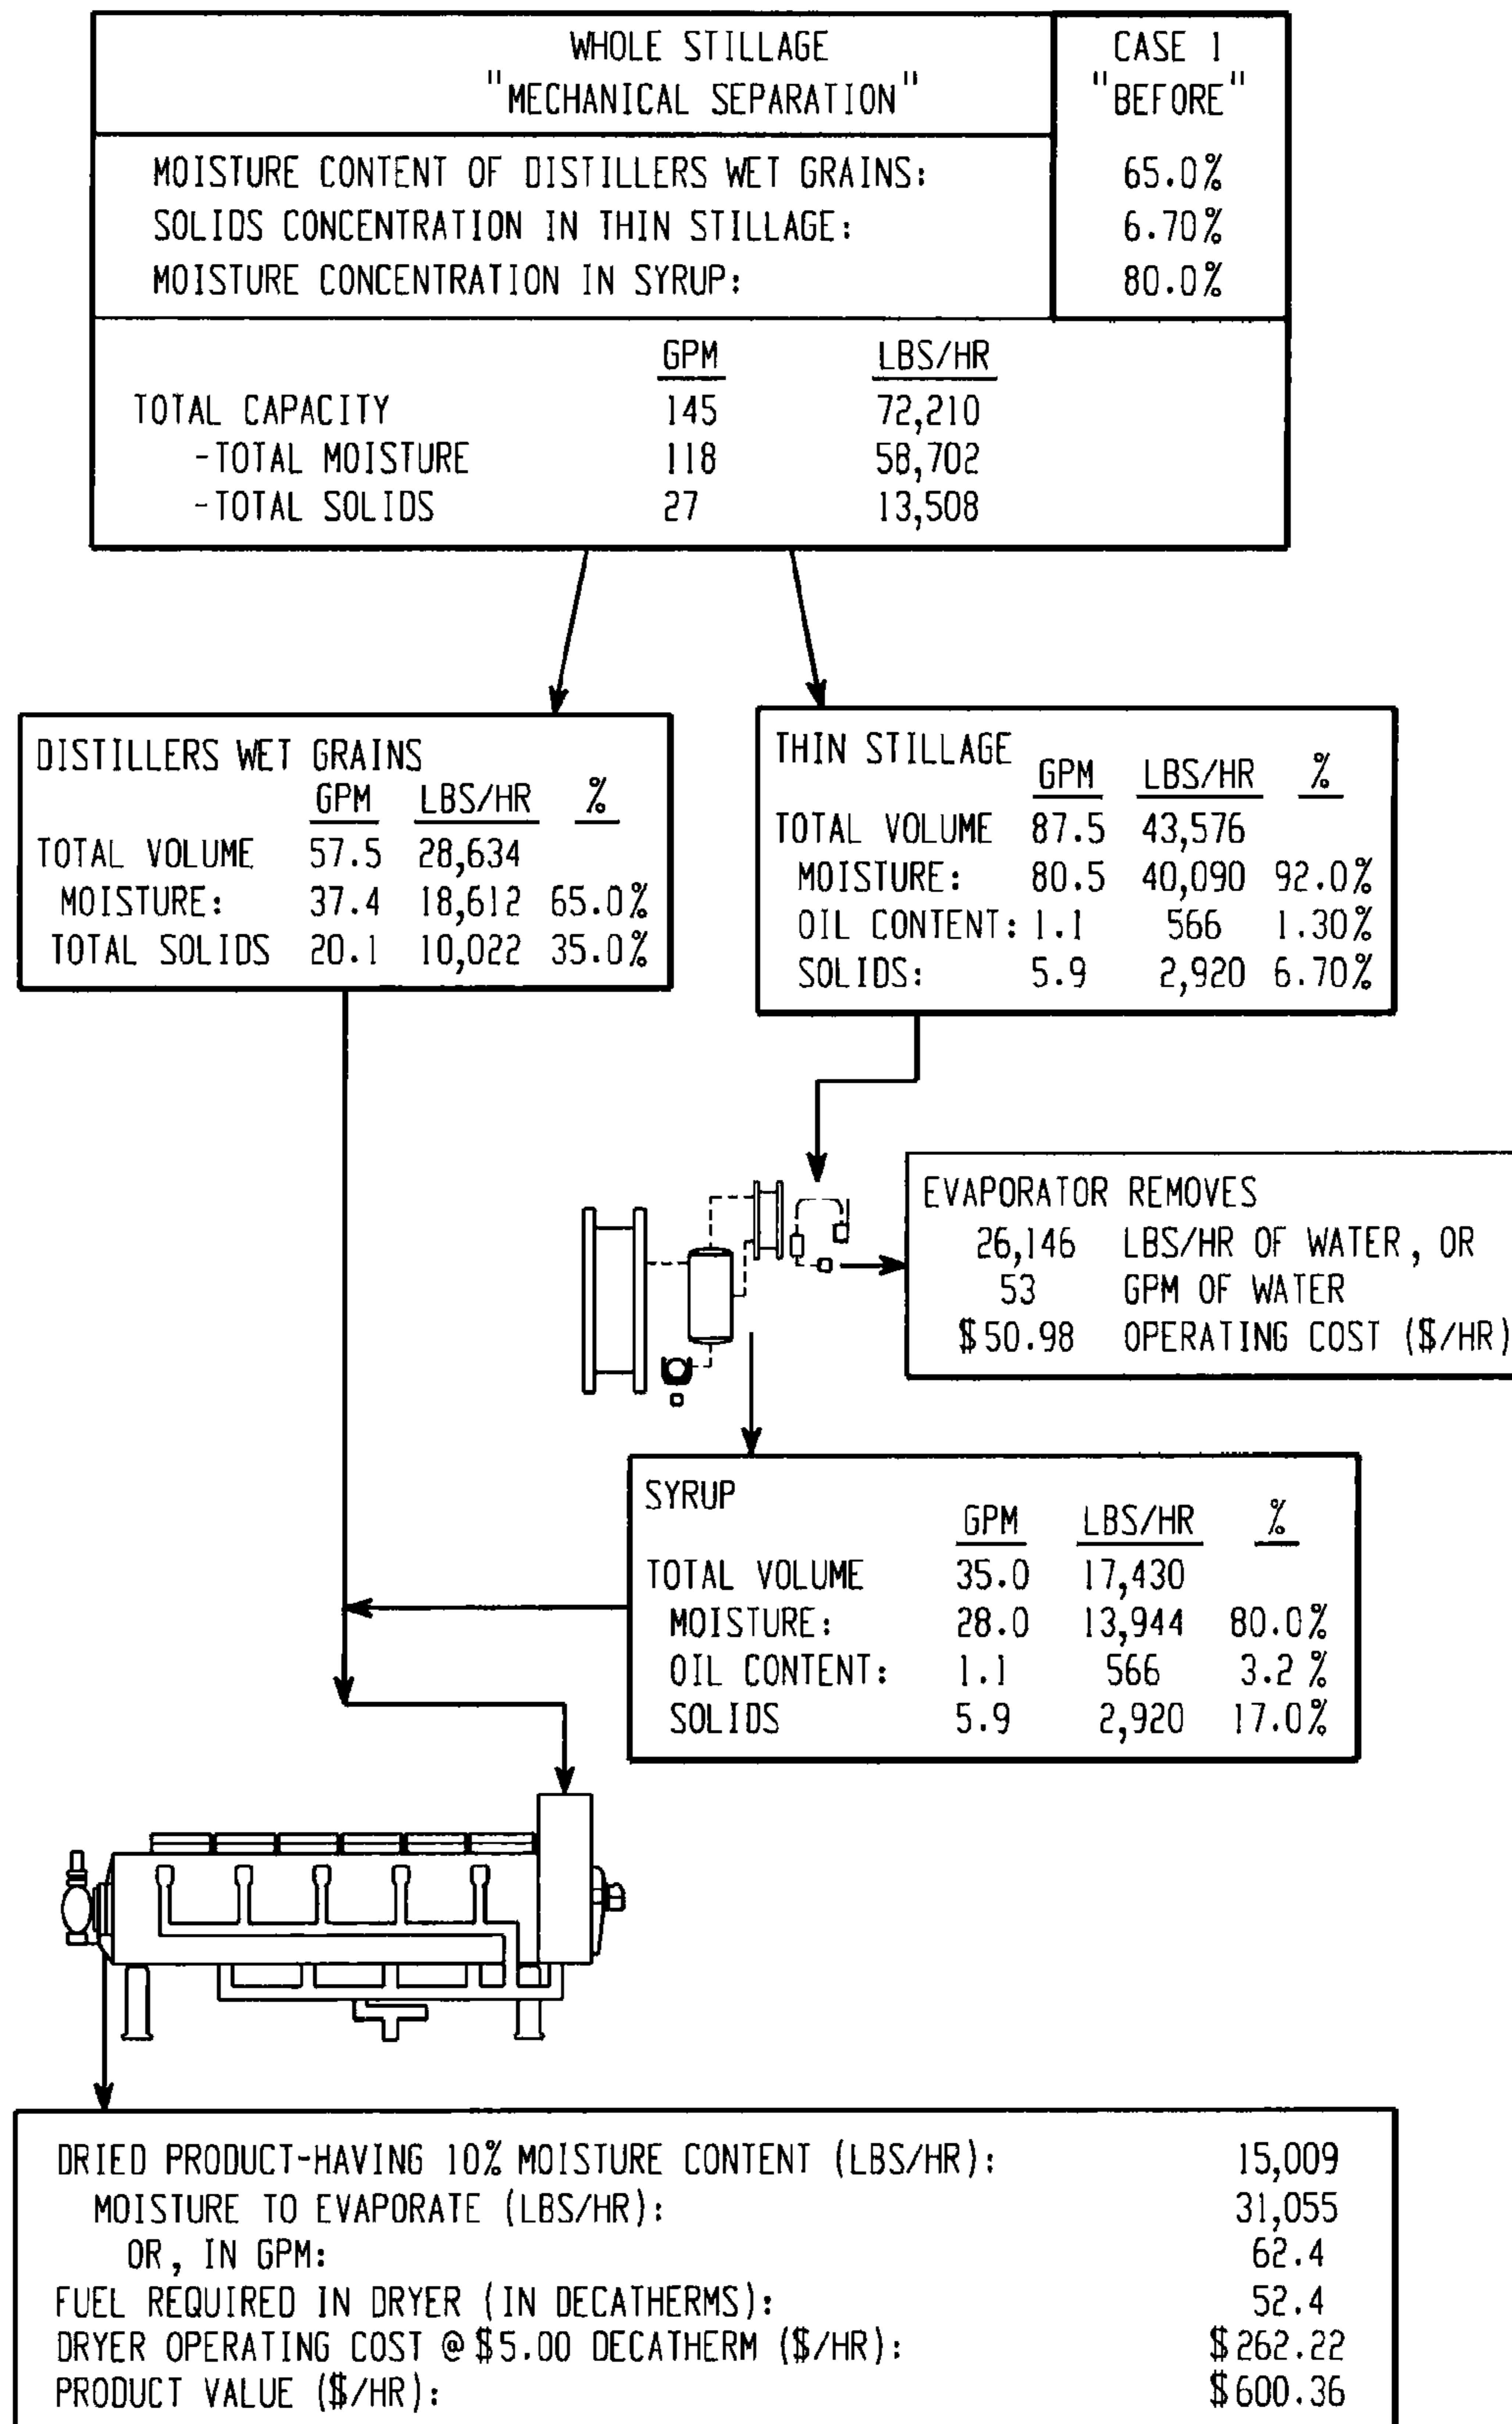 WHOLE STILLAGE
"MECHANICAL SEPARATION"
CASE 1
"BEFORE"
MOISTURE CONTENT OF DISTILLERS WET GRAINS: 65.0%
SOLIDS CONCENTRATION IN THIN STILLAGE: 6.70%
MOISTURE CONCENTRATION IN SYRUP: 80.0%
GPM LBS/HR
TOTAL CAPACITY 145 72,210
-TOTAL MOISTURE 118 58,702
-TOTAL SOLIDS 27 13,508
DISTILLERS WET GRAINS
GPM LBS/HR %
TOTAL VOLUME 57.5 28,634
MOISTURE: 37.4 18,612 65.0%
TOTAL SOLIDS 20.1 10,022 35.0%
THIN STILLAGE
GPM LBS/HR %
TOTAL VOLUME 87.5 43,576
MOISTURE: 80.5 40,090 92.0%
OIL CONTENT: 1.1 566 1.30%
SOLIDS: 5.9 2,920 6.70%
EVAPORATOR REMOVES
26,146 LBS/HR OF WATER, OR
53 GPM OF WATER
$50.98 OPERATING COST ($/HR)
SYRUP
GPM LBS/HR %
TOTAL VOLUME 35.0 17,430
MOISTURE: 28.0 13,944 80.0%
OIL CONTENT: 1.1 566 3.2%
SOLIDS 5.9 2,920 17.0%
DRIED PRODUCT-HAVING 10% MOISTURE CONTENT (LBS/HR): 15,009
MOISTURE TO EVAPORATE (LBS/HR): 31,055
OR, IN GPM: 62.4
FUEL REQUIRED IN DRYER (IN DECATHERMS): 52.4
DRYER OPERATING COST @ $5.00 DECATHERM ($/HR): $262.22
PRODUCT VALUE ($/HR): $600.36